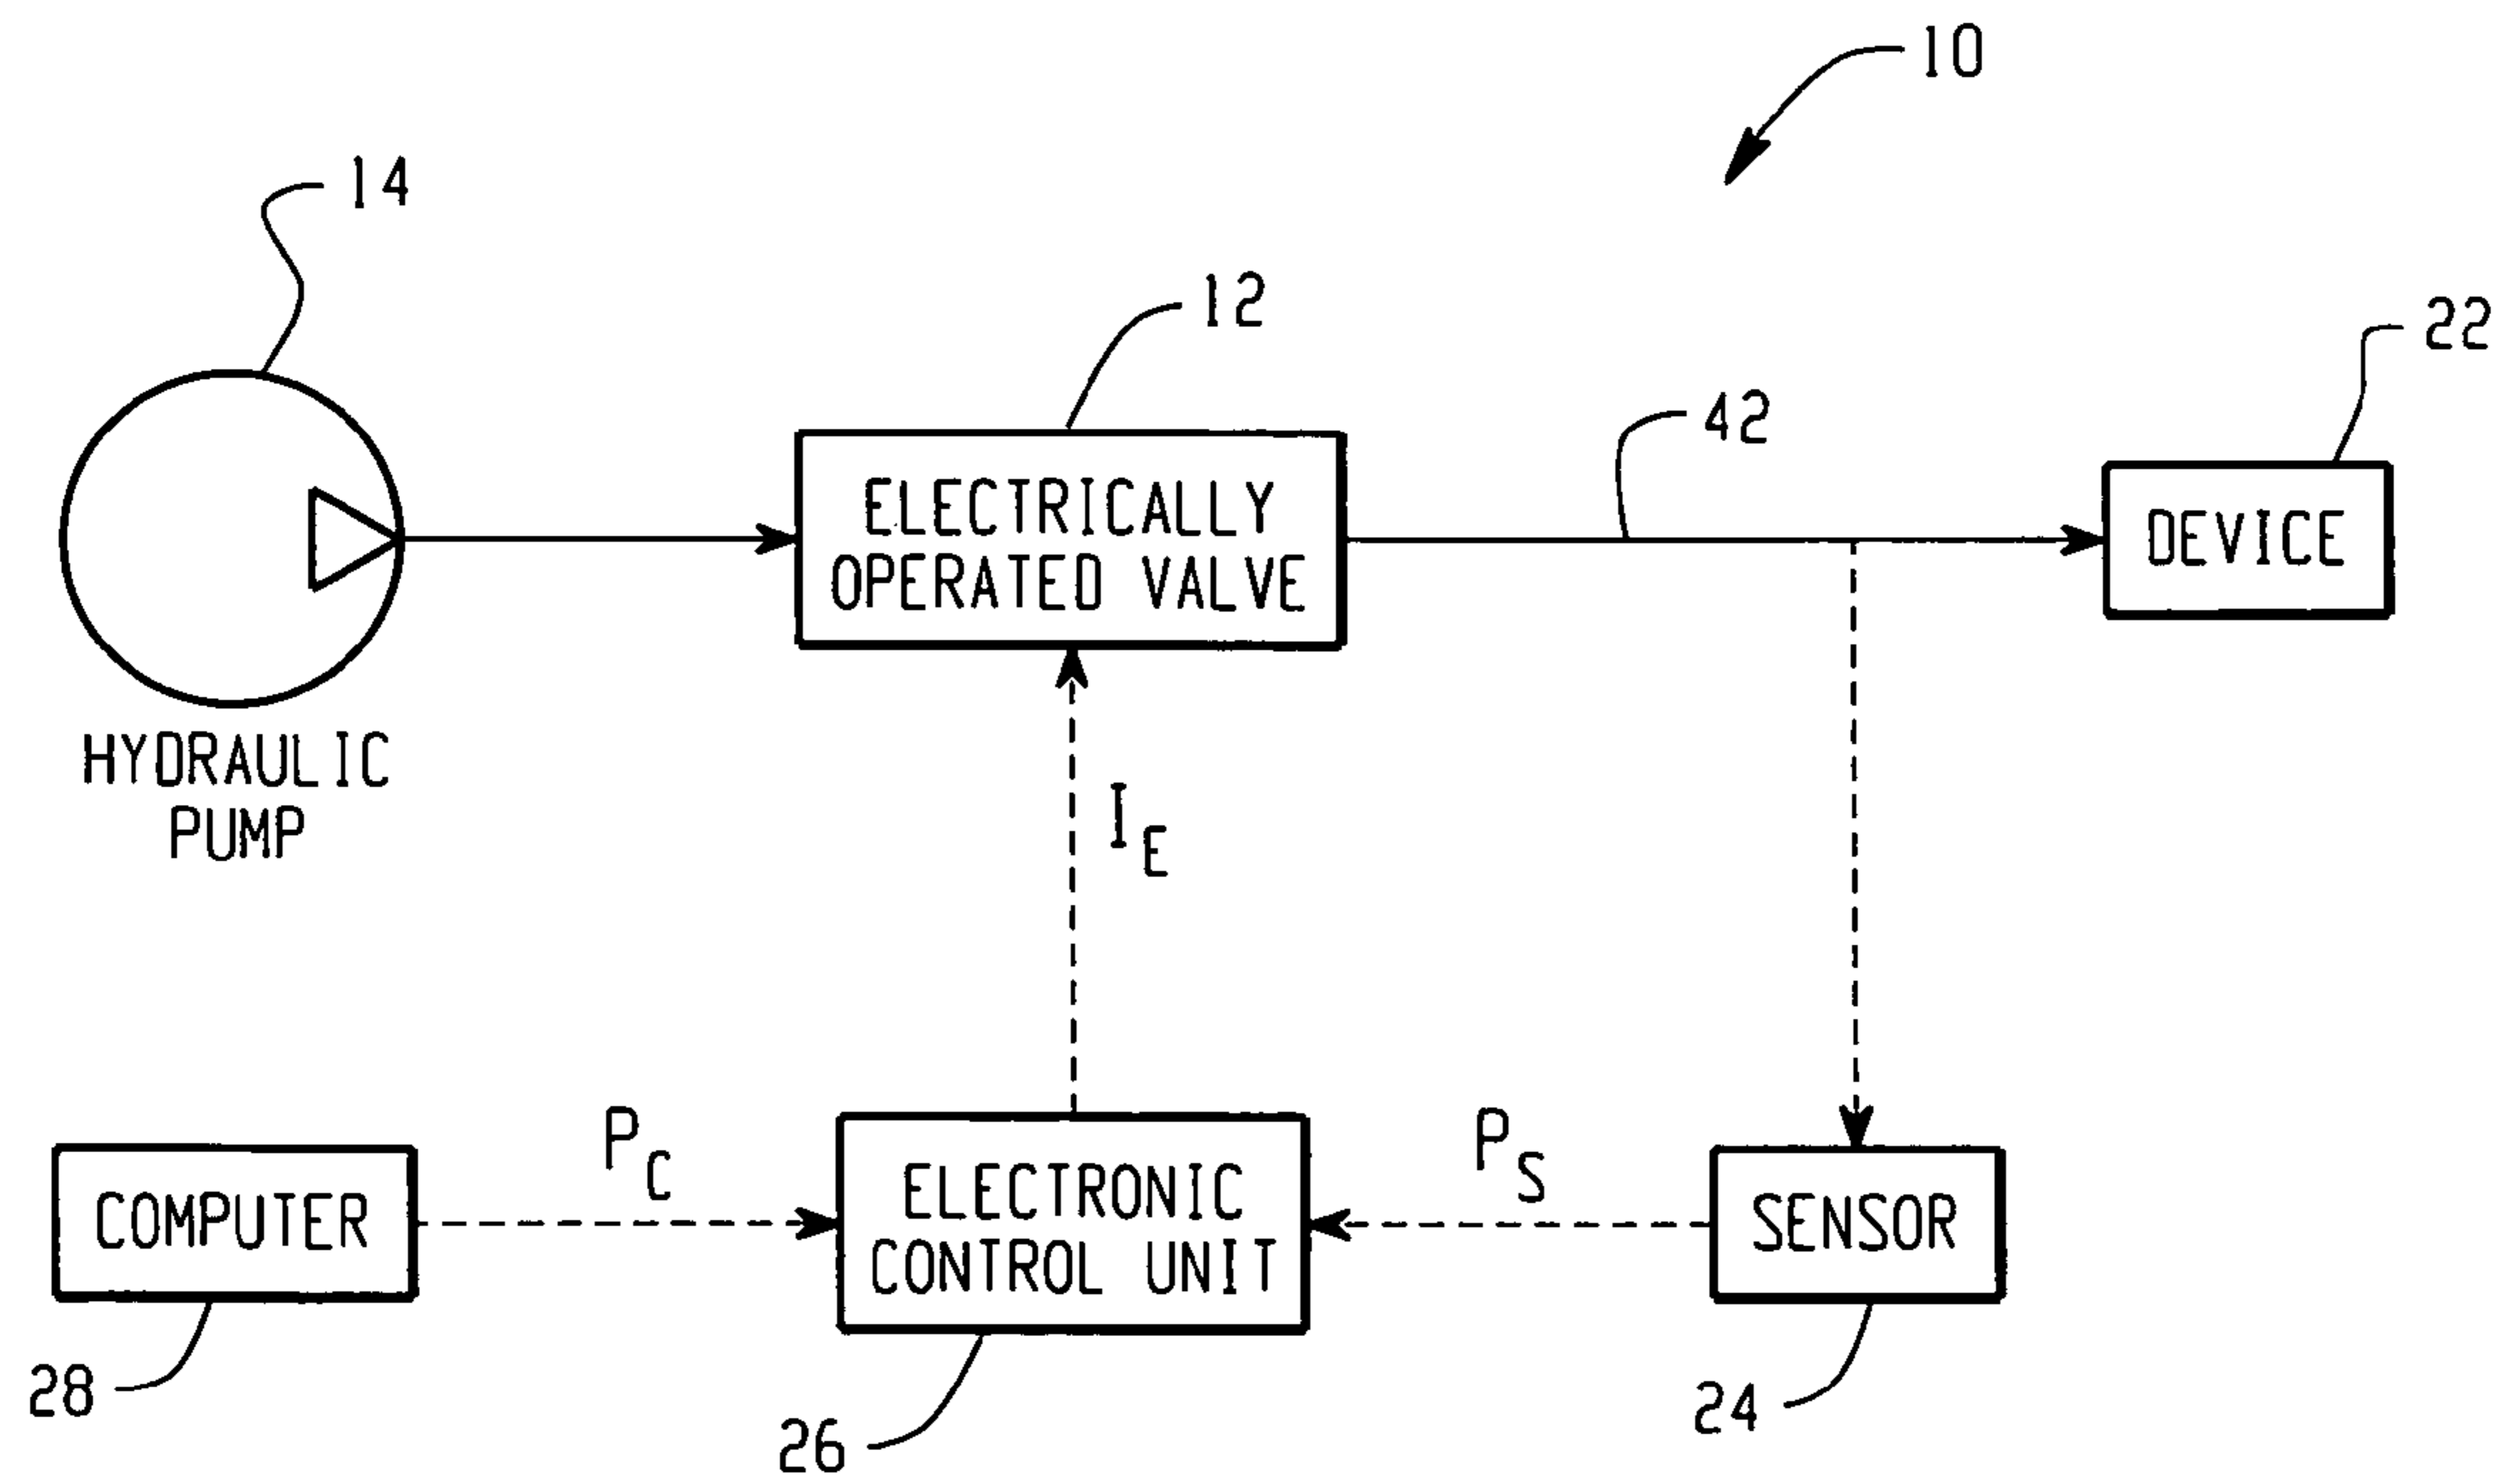 10
14
12
22
42
ELECTRICALLY
OPERATED VALVE
DEVICE
HYDRAULIC
PUMP
I_E
P_C
P_S
COMPUTER
ELECTRONIC
CONTROL UNIT
SENSOR
28
26
24